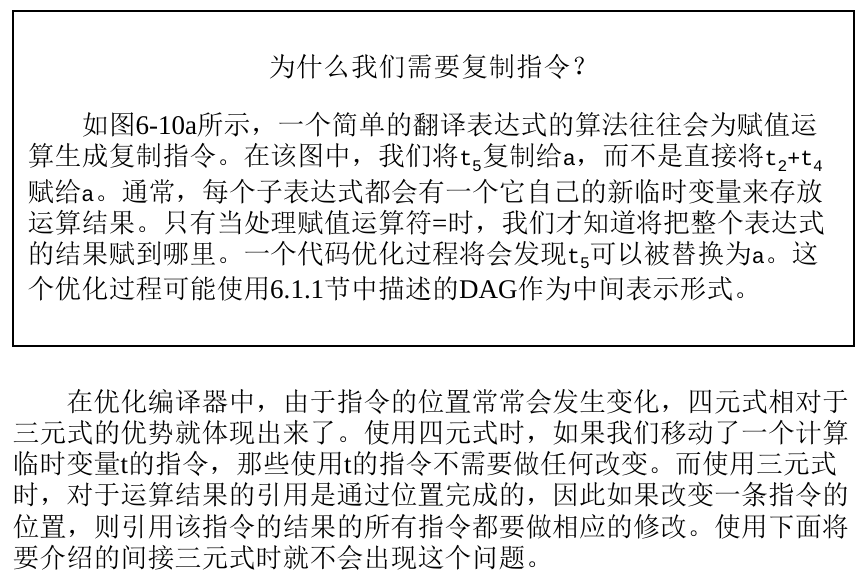 为什么我们需要复制指令？
如图6-10a所示，一个简单的翻译表达式的算法往往会为赋值运
算生成复制指令。在该图中，我们将t₅复制给a，而不是直接将t₂+t₄
赋给a。通常，每个子表达式都会有一个它自己的新临时变量来存放
运算结果。只有当处理赋值运算符=时，我们才知道将把整个表达式
的结果赋到哪里。一个代码优化过程将会发现t₅可以被替换为a。这
个优化过程可能使用6.1.1节中描述的DAG作为中间表示形式。
在优化编译器中，由于指令的位置常常会发生变化，四元式相对于
三元式的优势就体现出来了。使用四元式时，如果我们移动了一个计算
临时变量t的指令，那些使用t的指令不需要做任何改变。而使用三元式
时，对于运算结果的引用是通过位置完成的，因此如果改变一条指令的
位置，则引用该指令的结果的所有指令都要做相应的修改。使用下面将
要介绍的间接三元式时就不会出现这个问题。